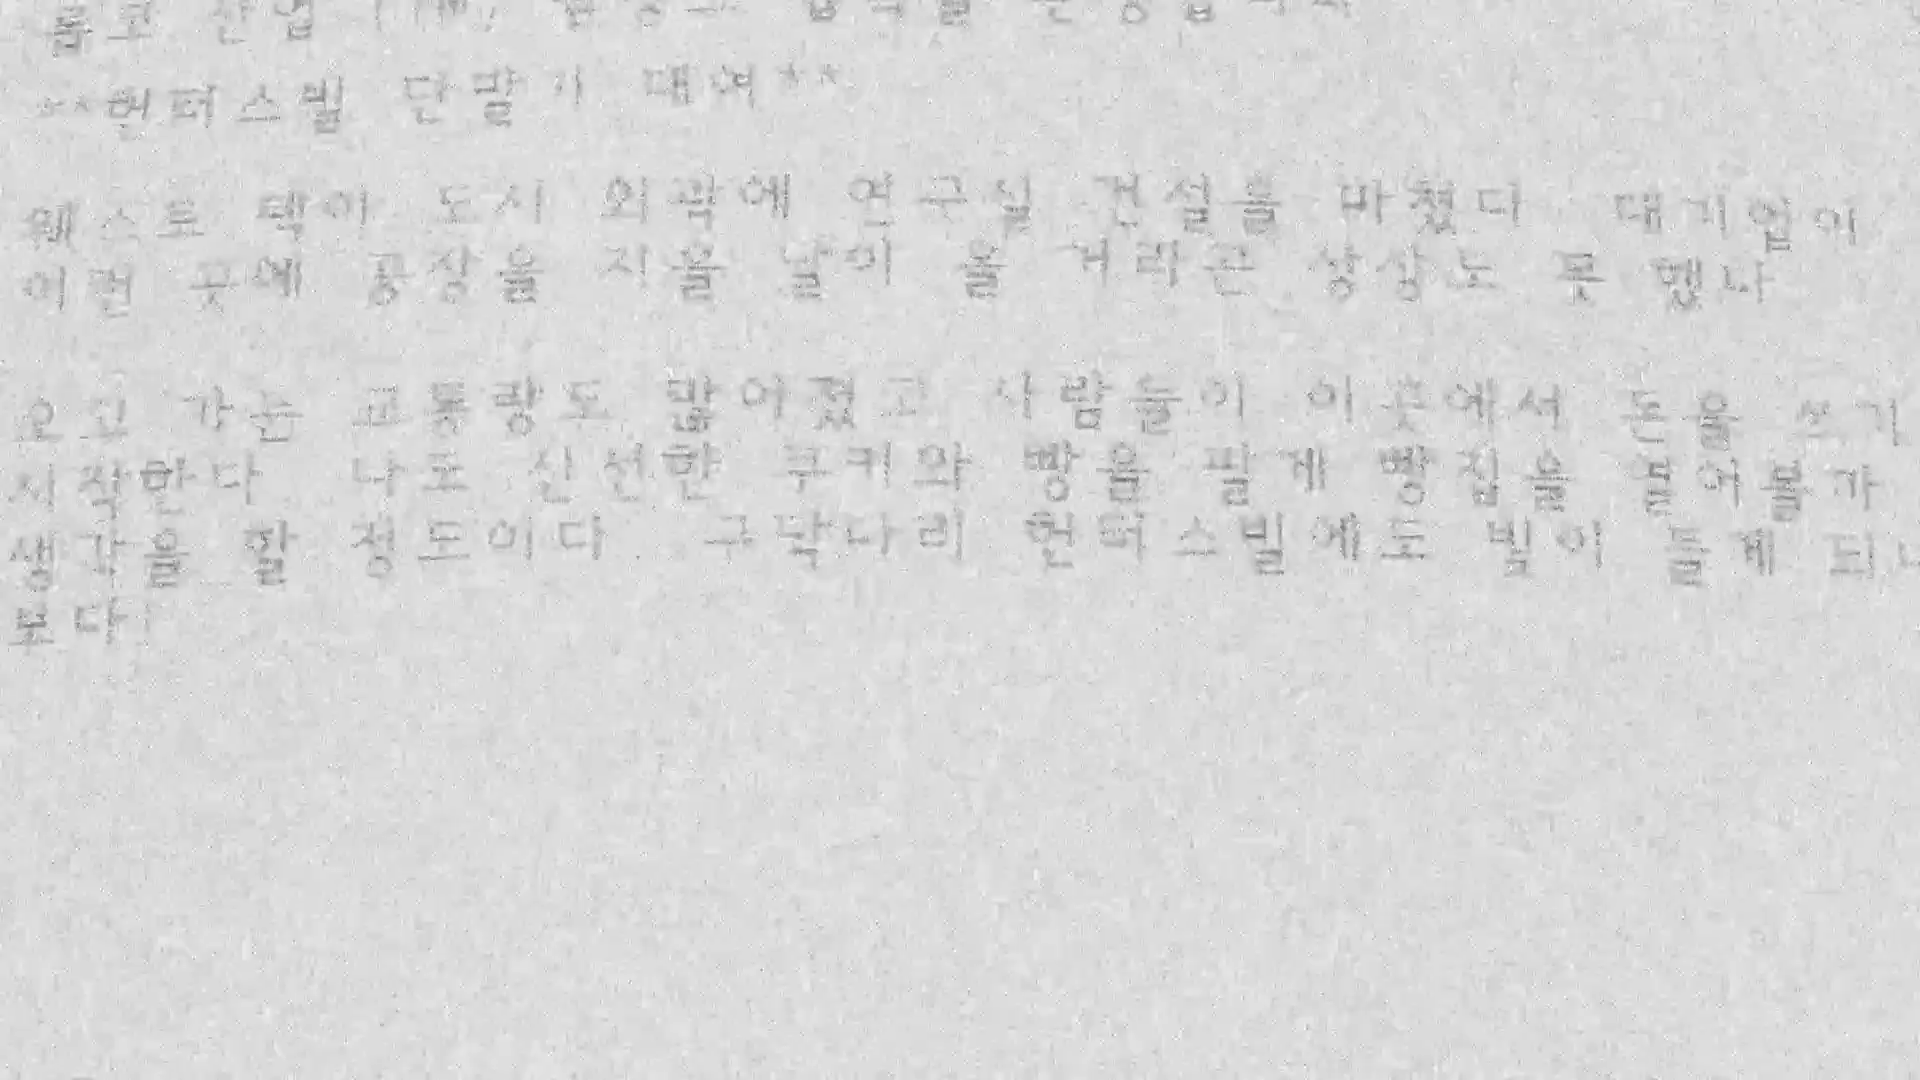 **헌터스빌 단말기 대여**
웨스트 텍이 도시 외곽에 연구실 건설을 마쳤다 대기업이
이런 곳에 공장을 지을 날이 올 거라곤 상상도 못 했다
오고 가는 교통량도 많아졌고 사람들이 이곳에서 돈을 쓰기
시작한다 나도 신선한 쿠키와 빵을 팔게 빵집을 열어볼까
생각을 할 정도이다. 구닥다리 헌터스빌에도 빛이 들게 되나
보다.